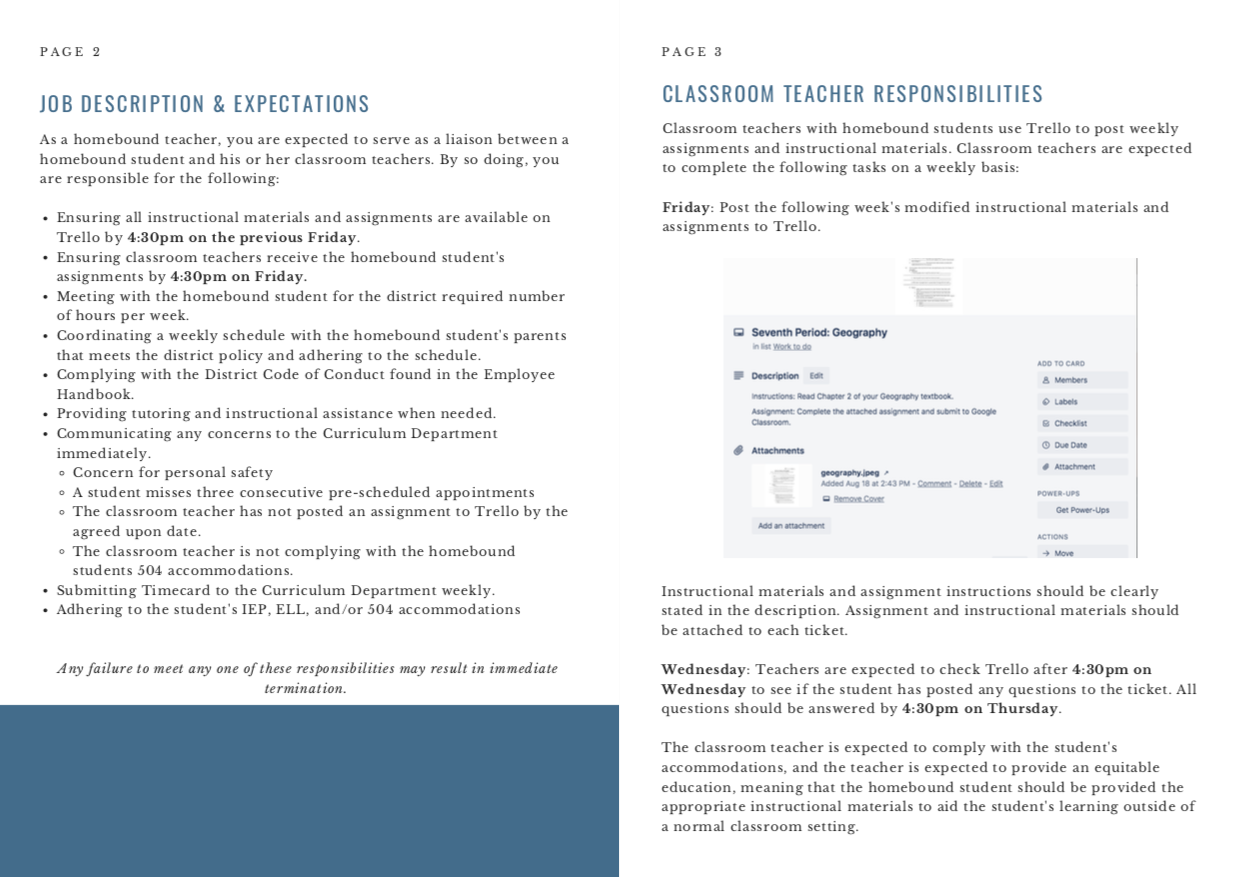 PAGE 2
JOB DESCRIPTION & EXPECTATIONS
As a homebound teacher, you are expected to serve as a liaison between a
homebound student and his or her classroom teachers. By so doing, you
are responsible for the following:
• Ensuring all instructional materials and assignments are available on
Trello by 4:30pm on the previous Friday.
• Ensuring classroom teachers receive the homebound student's
assignments by 4:30pm on Friday.
• Meeting with the homebound student for the district required number
of hours per week.
• Coordinating a weekly schedule with the homebound student's parents
that meets the district policy and adhering to the schedule.
• Complying with the District Code of Conduct found in the Employee
Handbook.
• Providing tutoring and instructional assistance when needed.
• Communicating any concerns to the Curriculum Department
immediately.
◦ Concern for personal safety
◦ A student misses three consecutive pre-scheduled appointments
◦ The classroom teacher has not posted an assignment to Trello by the
agreed upon date.
◦ The classroom teacher is not complying with the homebound
students 504 accommodations.
• Submitting Timecard to the Curriculum Department weekly.
• Adhering to the student's IEP, ELL, and/or 504 accommodations
Any failure to meet any one of these responsibilities may result in immediate
termination.
PAGE 3
CLASSROOM TEACHER RESPONSIBILITIES
Classroom teachers with homebound students use Trello to post weekly
assignments and instructional materials. Classroom teachers are expected
to complete the following tasks on a weekly basis:
Friday: Post the following week's modified instructional materials and
assignments to Trello.
Seventh Period: Geography
in list Work to do
Description Edit
Instructions: Read Chapter 2 of your Geography textbook.
Assignment: Complete the attached assignment and submit to Google
Classroom.
Attachments
geography.jpeg ↗
Added Aug 18 at 2:43 PM - Comment - Delete - Edit
Remove Cover
Add an attachment
ADD TO CARD
Members
Labels
Checklist
Due Date
Attachment
POWER-UPS
Get Power-Ups
ACTIONS
→ Move
Instructional materials and assignment instructions should be clearly
stated in the description. Assignment and instructional materials should
be attached to each ticket.
Wednesday: Teachers are expected to check Trello after 4:30pm on
Wednesday to see if the student has posted any questions to the ticket. All
questions should be answered by 4:30pm on Thursday.
The classroom teacher is expected to comply with the student's
accommodations, and the teacher is expected to provide an equitable
education, meaning that the homebound student should be provided the
appropriate instructional materials to aid the student's learning outside of
a normal classroom setting.